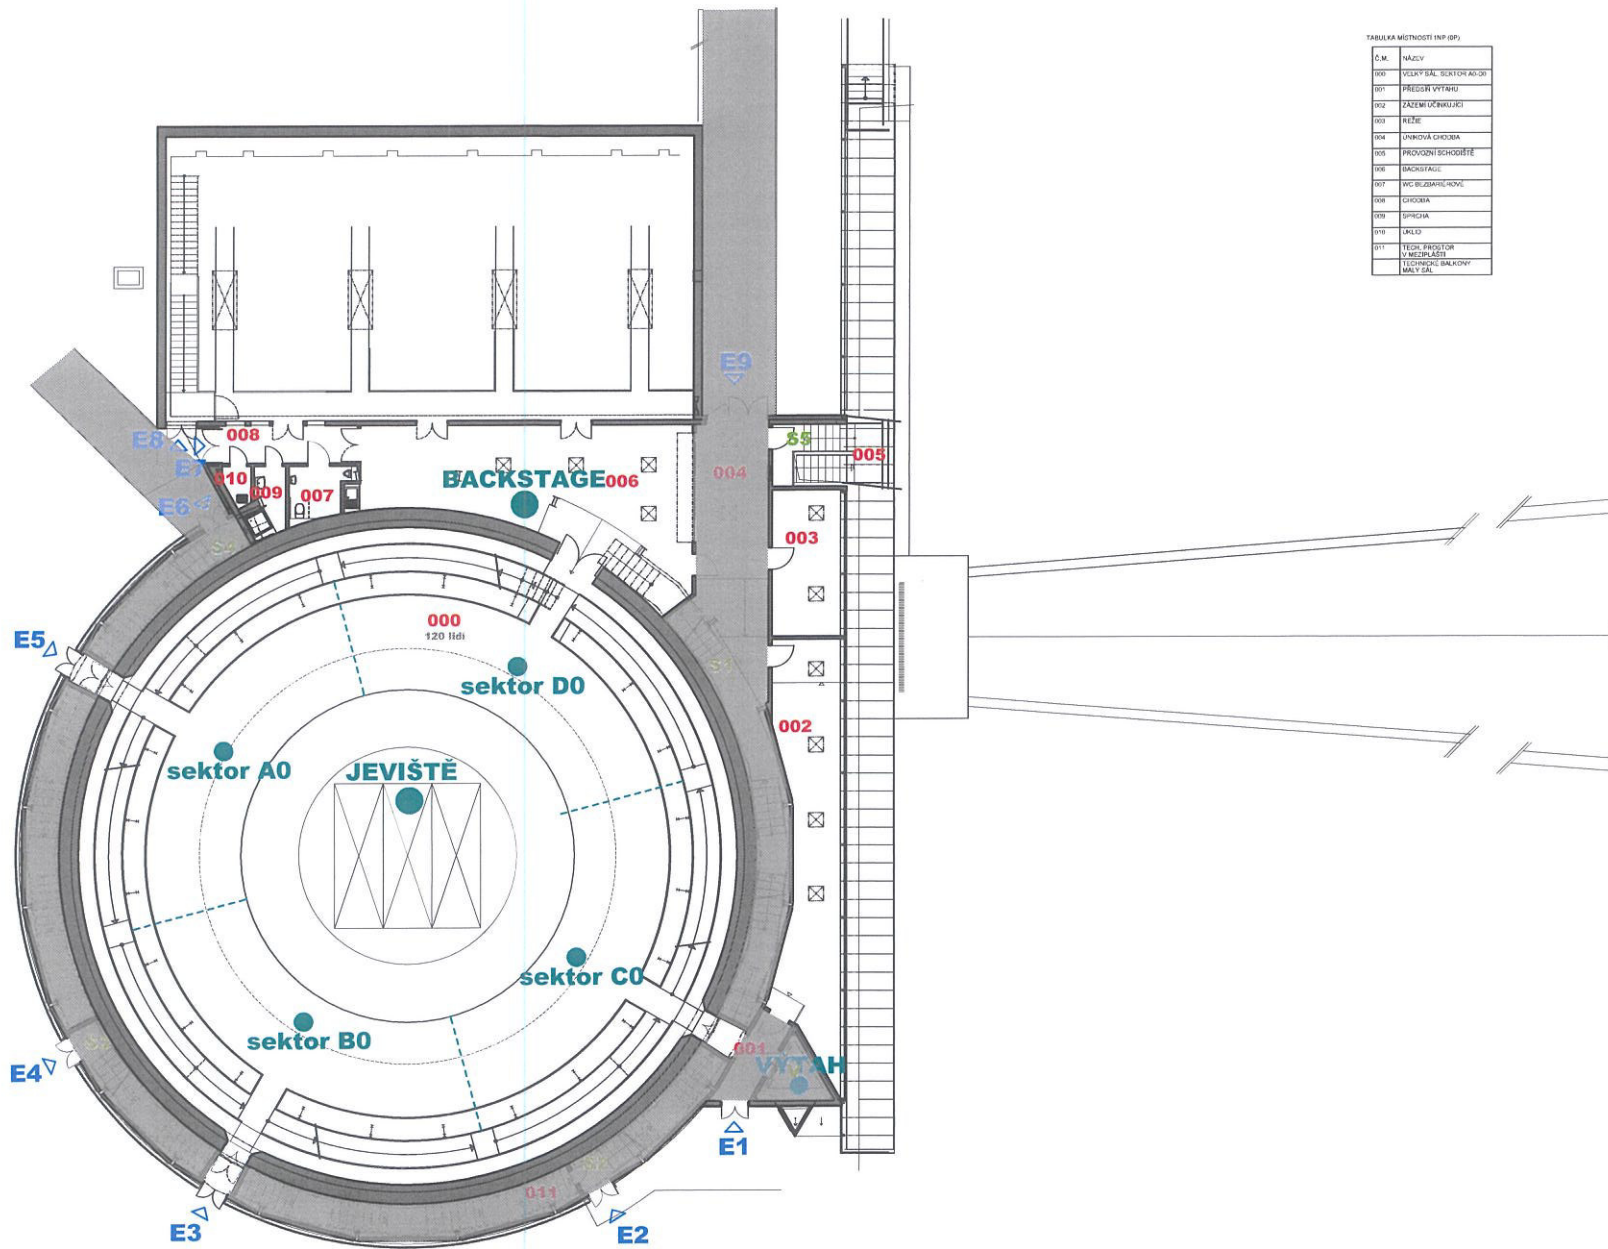 TABULKA MÍSTNOSTÍ 1NP (0P)
Č.M. NÁZEV
000 VELKÝ SÁL, SEKTOR A0-D0
001 PŘEDSÍŇ VÝTAHU
002 ZÁZEMÍ ÚČINKUJÍCÍ
003 REŽIE
004 ÚNIKOVÁ CHODBA
005 PROVOZNÍ SCHODIŠTĚ
006 BACKSTAGE
007 WC BEZBARIÉROVÉ
008 CHODBA
009 SPRCHA
010 ÚKLID
011 TECH. PROSTOR
V MEZIPLÁŠTI
TECHNICKÉ BALKONY
MALÝ SÁL
E9
E8
008
S5
005
E7
010
009
007
BACKSTAGE
006
004
E6
S4
003
000
120 lidí
E5
S1
sektor D0
002
sektor A0
JEVIŠTĚ
sektor C0
sektor B0
S3
E4
001
VÝTAH
E1
011
E3
E2